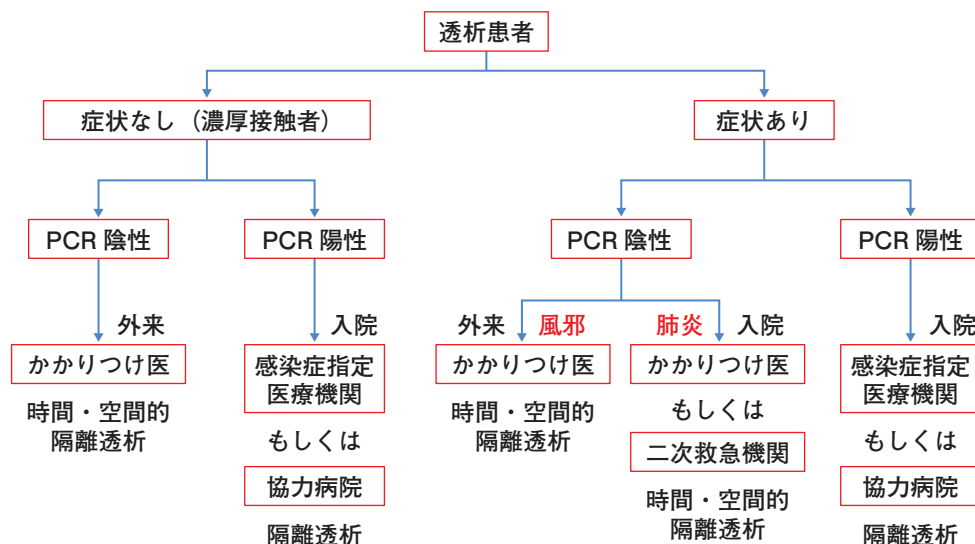 透析患者
症状なし（濃厚接触者）
症状あり
PCR 陰性
PCR 陽性
PCR 陰性
PCR 陽性
外来
入院
外来 風邪
肺炎 入院
入院
かかりつけ医
時間・空間的
隔離透析
感染症指定
医療機関
もしくは
協力病院
隔離透析
かかりつけ医
時間・空間的
隔離透析
かかりつけ医
もしくは
二次救急機関
時間・空間的
隔離透析
感染症指定
医療機関
もしくは
協力病院
隔離透析